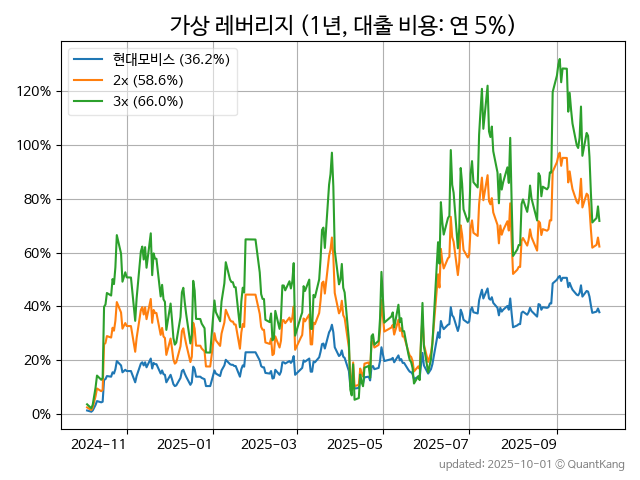 가상 레버리지 (1년, 대출 비용: 연 5%)
현대모비스 (36.2%)
2x (58.6%)
3x (66.0%)
120%
100%
80%
60%
40%
20%
0%
2024-11
2025-01
2025-03
2025-05
2025-07
2025-09
updated: 2025-10-01 © QuantKang